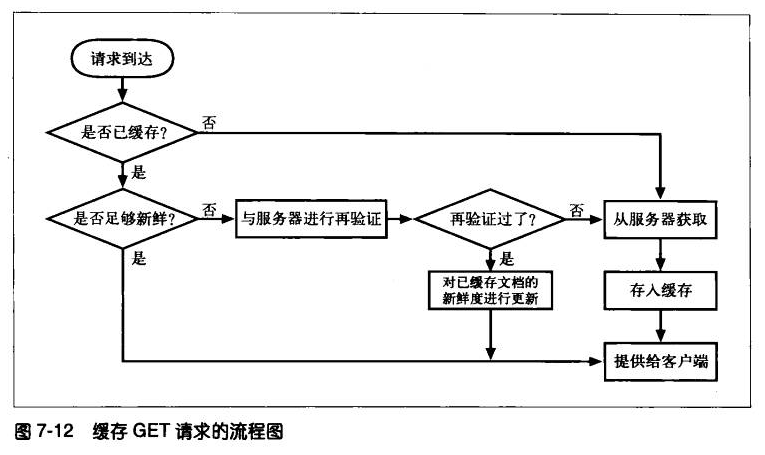 请求到达
是否已缓存?
否
是
是否足够新鲜?
否
与服务器进行再验证
再验证过了?
否
从服务器获取
是
是
对已缓存文档的
新鲜度进行更新
存入缓存
提供给客户端
图 7-12 缓存 GET 请求的流程图